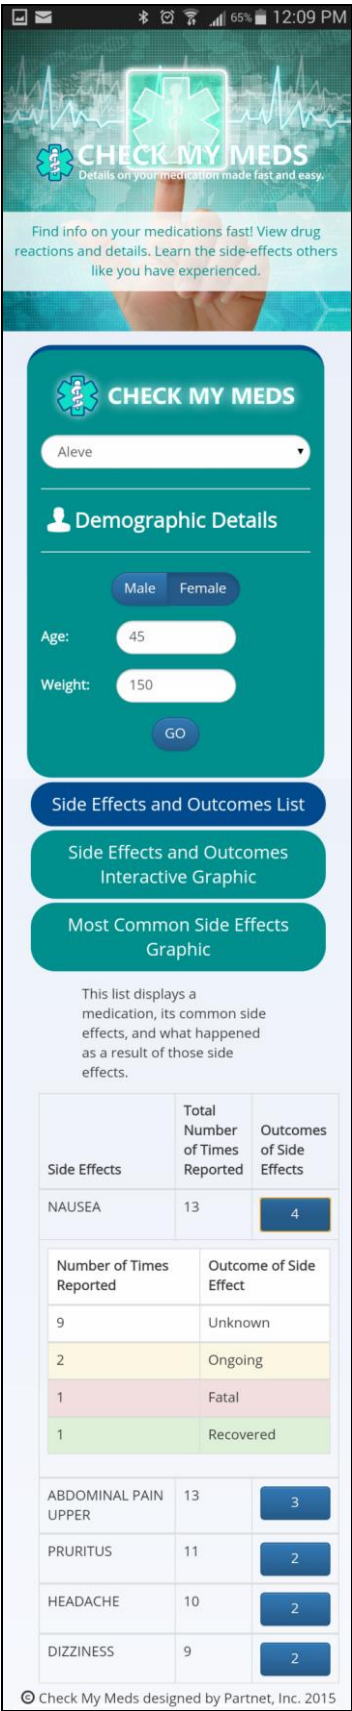 65% 12:09 PM
CHECK MY MEDS
Details on your medication made fast and easy.
Find info on your medications fast! View drug
reactions and details. Learn the side-effects others
like you have experienced.
CHECK MY MEDS
Aleve
Demographic Details
Male Female
Age: 45
Weight: 150
GO
Side Effects and Outcomes List
Side Effects and Outcomes
Interactive Graphic
Most Common Side Effects
Graphic
This list displays a
medication, its common side
effects, and what happened
as a result of those side
effects.
Side Effects
Total
Number
of Times
Reported
Outcomes
of Side
Effects
NAUSEA 13 4
Number of Times
Reported
Outcome of Side
Effect
9 Unknown
2 Ongoing
1 Fatal
1 Recovered
ABDOMINAL PAIN
UPPER
13 3
PRURITUS 11 2
HEADACHE 10 2
DIZZINESS 9 2
© Check My Meds designed by Partnet, Inc. 2015